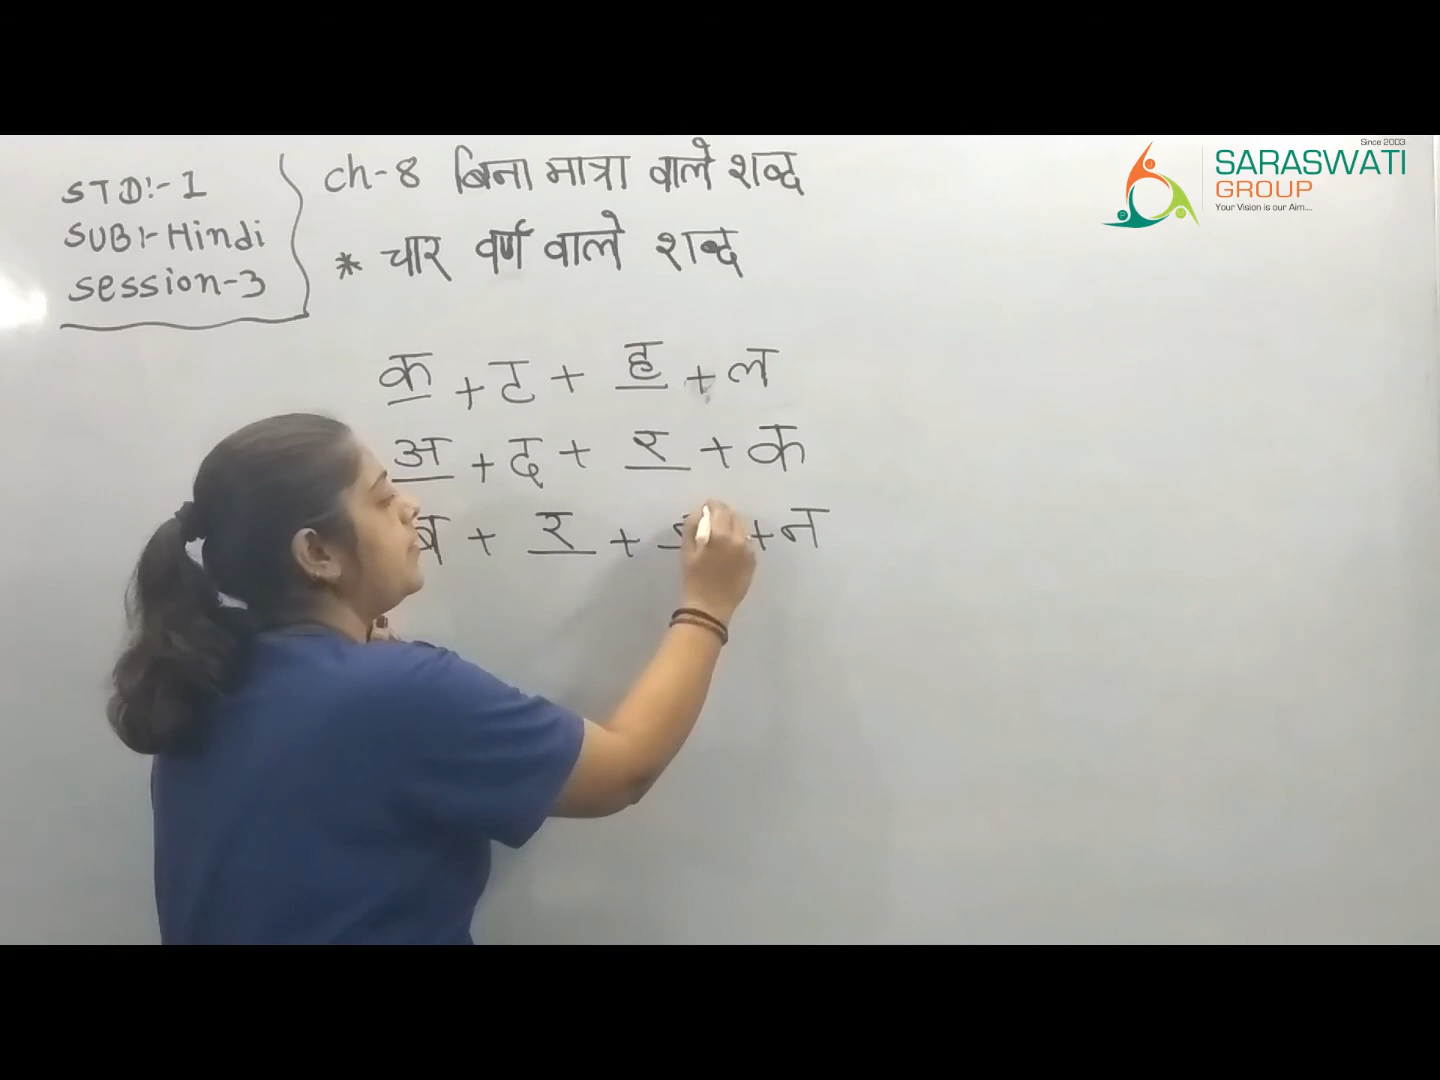 STD:- 1
SUB:- Hindi
Session-3
ch-8 बिना मात्रा वाले शब्द
* चार वर्ण वाले शब्द
क + ट + ह + ल
अ + द + र + क
ब + र + + न
Since 2003
SARASWATI
GROUP
Your Vision is our Aim....